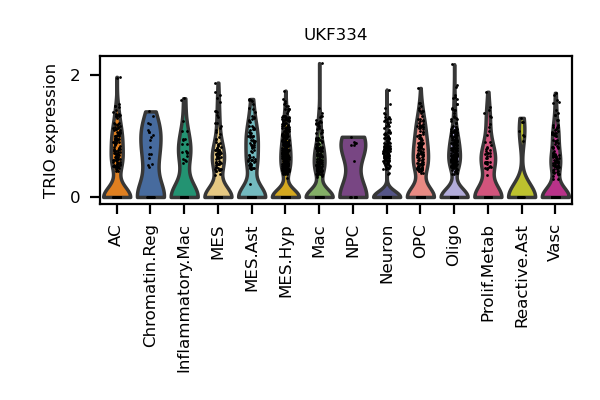 UKF334
TRIO expression
2
0
AC
Chromatin.Reg
Inflammatory.Mac
MES
MES.Ast
MES.Hyp
Mac
NPC
Neuron
OPC
Oligo
Prolif.Metab
Reactive.Ast
Vasc